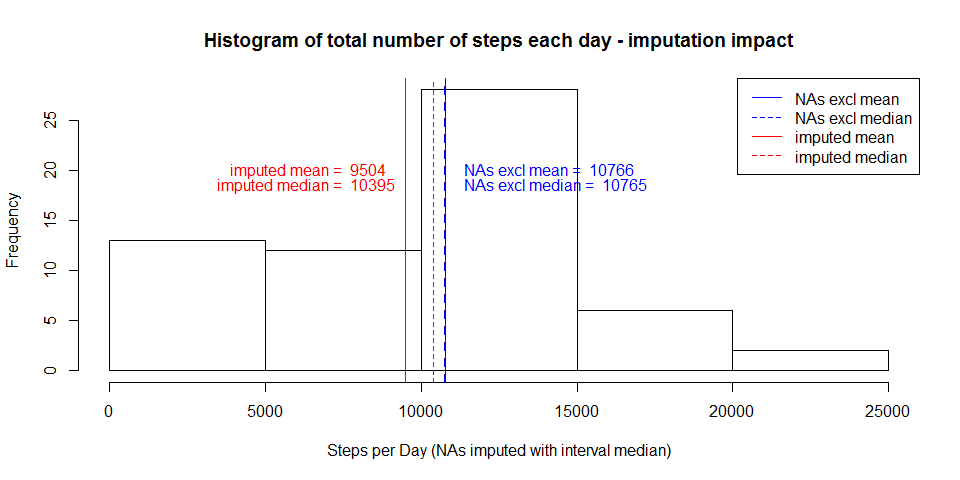 Histogram of total number of steps each day - imputation impact
NAs excl mean
NAs excl median
imputed mean
imputed median
imputed mean =  9504
imputed median =  10395
NAs excl mean =  10766
NAs excl median =  10765
Frequency
25
20
15
10
5
0
0 5000 10000 15000 20000 25000
Steps per Day (NAs imputed with interval median)